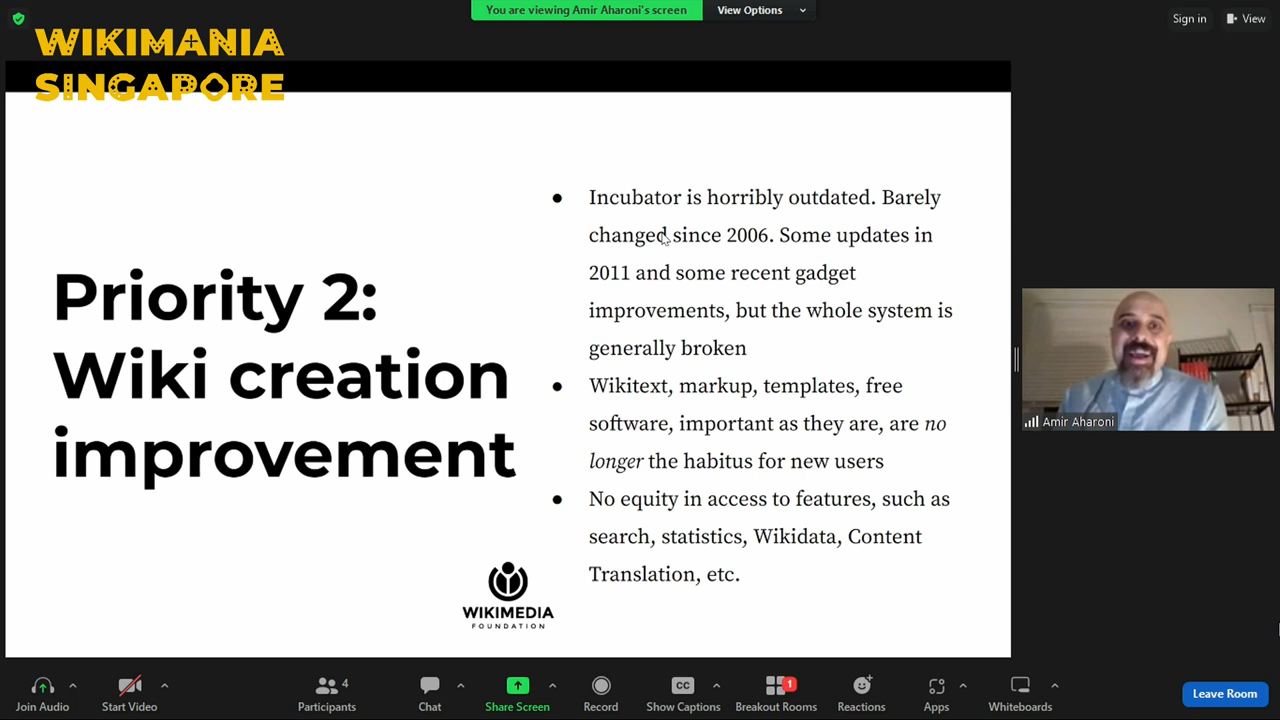 You are viewing Amir Aharoni's screen
View Options
Sign in
View
WIKIMANIA
SINGAPORE
Priority 2:
Wiki creation
improvement
Incubator is horribly outdated. Barely
changed since 2006. Some updates in
2011 and some recent gadget
improvements, but the whole system is
generally broken
Wikitext, markup, templates, free
software, important as they are, are no
longer the habitus for new users
No equity in access to features, such as
search, statistics, Wikidata, Content
Translation, etc.
WIKIMEDIA
FOUNDATION
Amir Aharoni
Join Audio
Start Video
4
Participants
Chat
Share Screen
Record
CC
Show Captions
1
Breakout Rooms
Reactions
Apps
Whiteboards
Leave Room